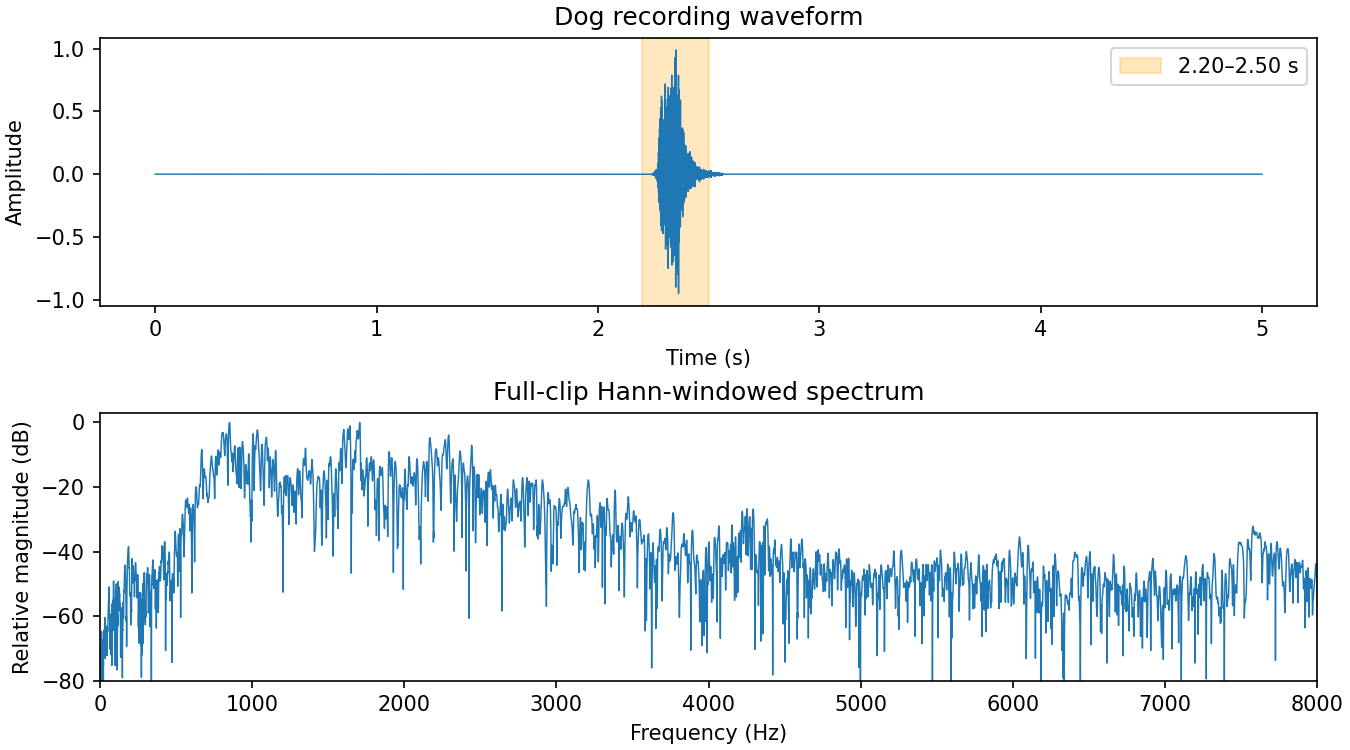 Dog recording waveform
1.0
0.5
0.0
−0.5
−1.0
Amplitude
2.20–2.50 s
0 1 2 3 4 5
Time (s)
Full-clip Hann-windowed spectrum
0
−20
−40
−60
−80
Relative magnitude (dB)
0 1000 2000 3000 4000 5000 6000 7000 8000
Frequency (Hz)